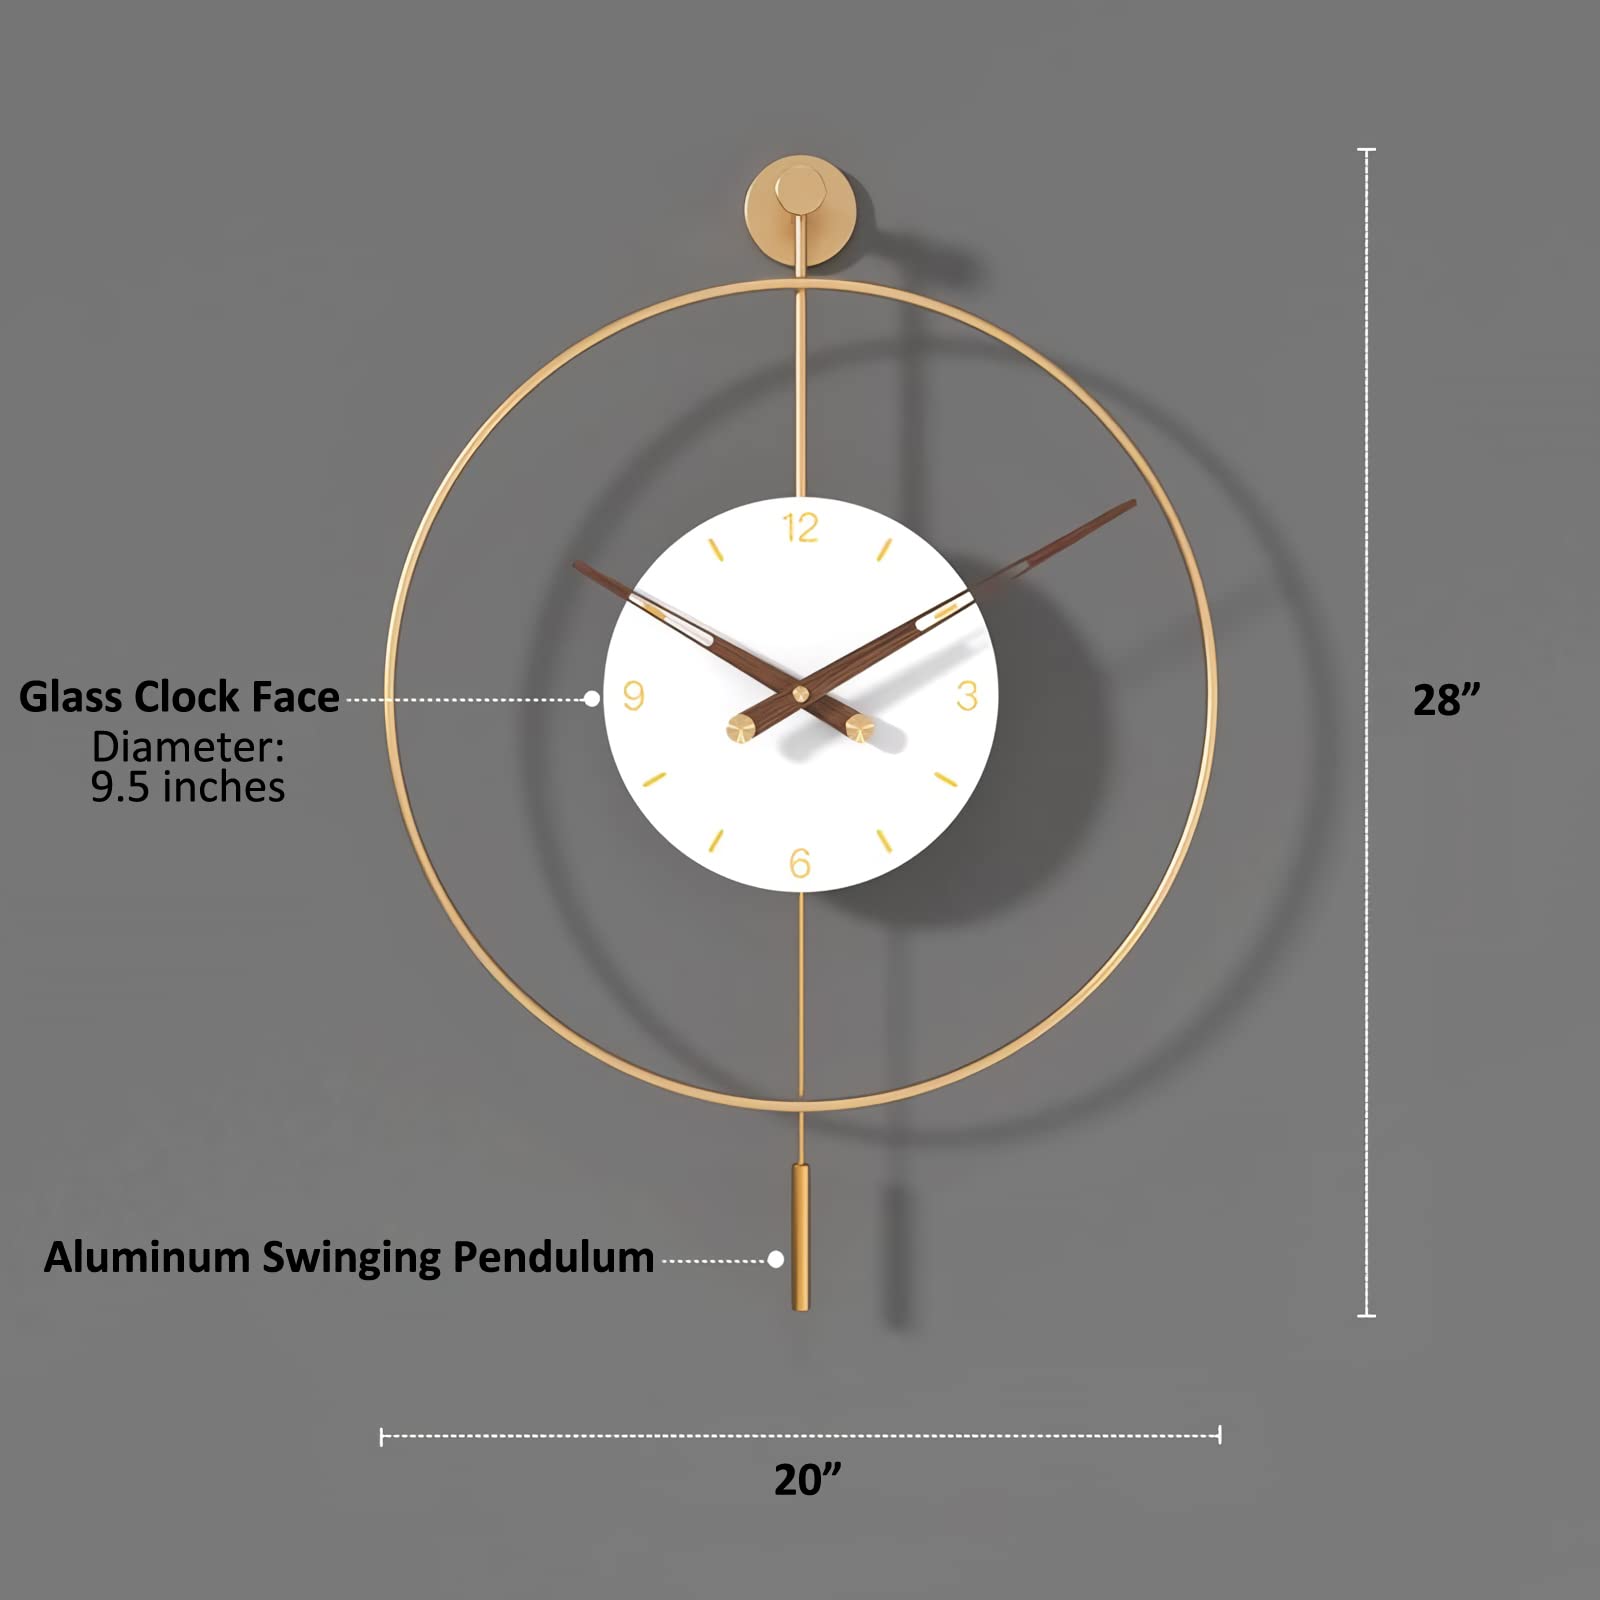 12
9
3
6
Glass Clock Face
Diameter:
9.5 inches
28”
Aluminum Swinging Pendulum
20”